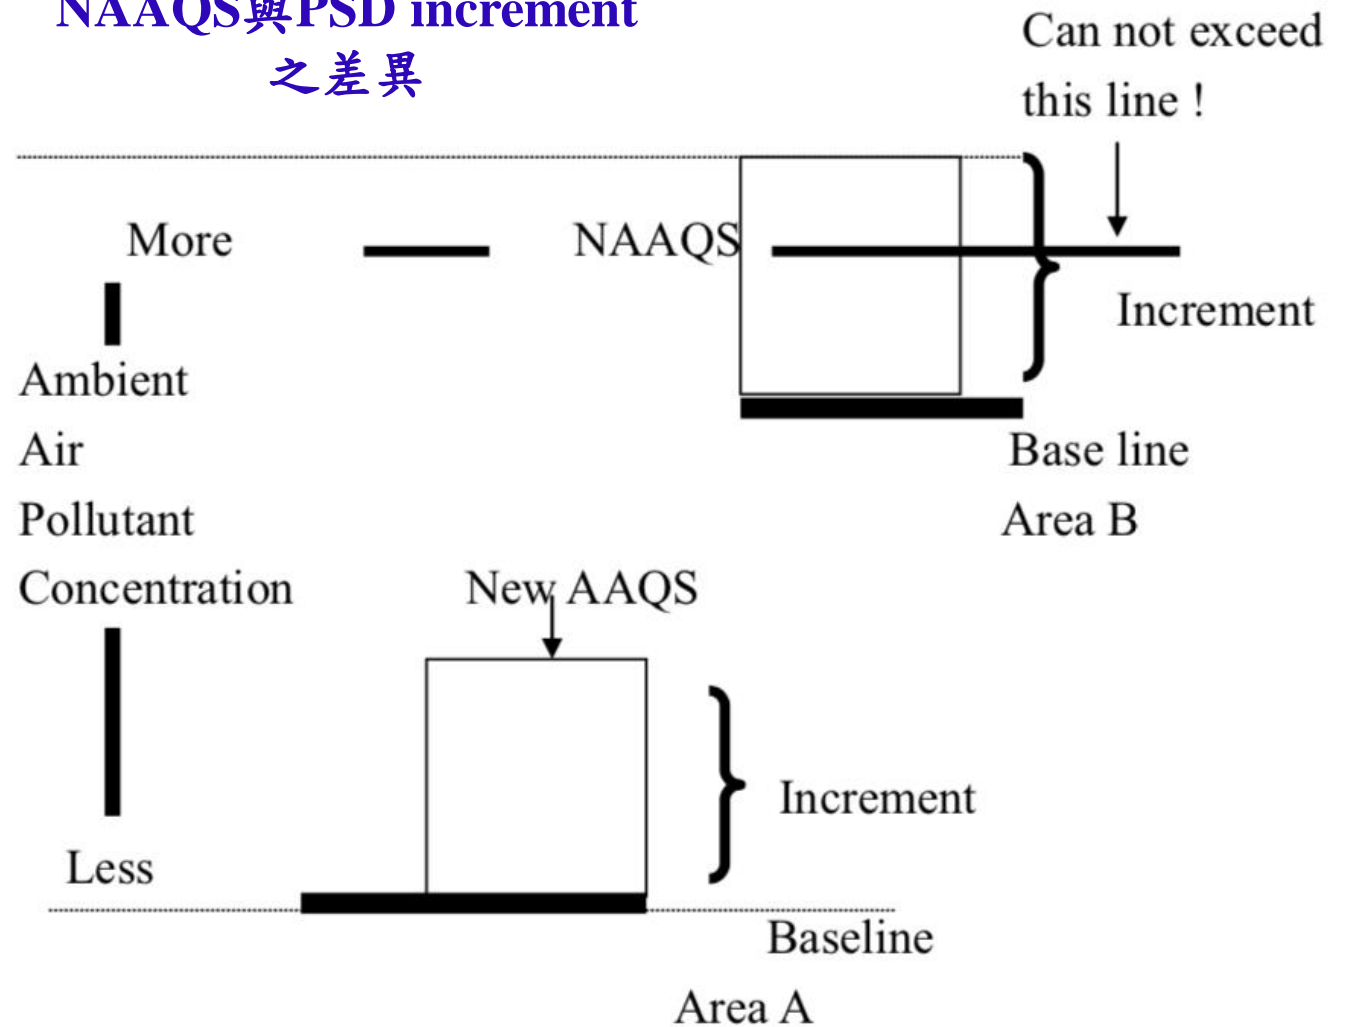 NAAQS與PSD increment
之差異
Can not exceed
this line !
More
NAAQS
Increment
Ambient
Air
Pollutant
Concentration
Base line
Area B
New AAQS
Increment
Less
Baseline
Area A